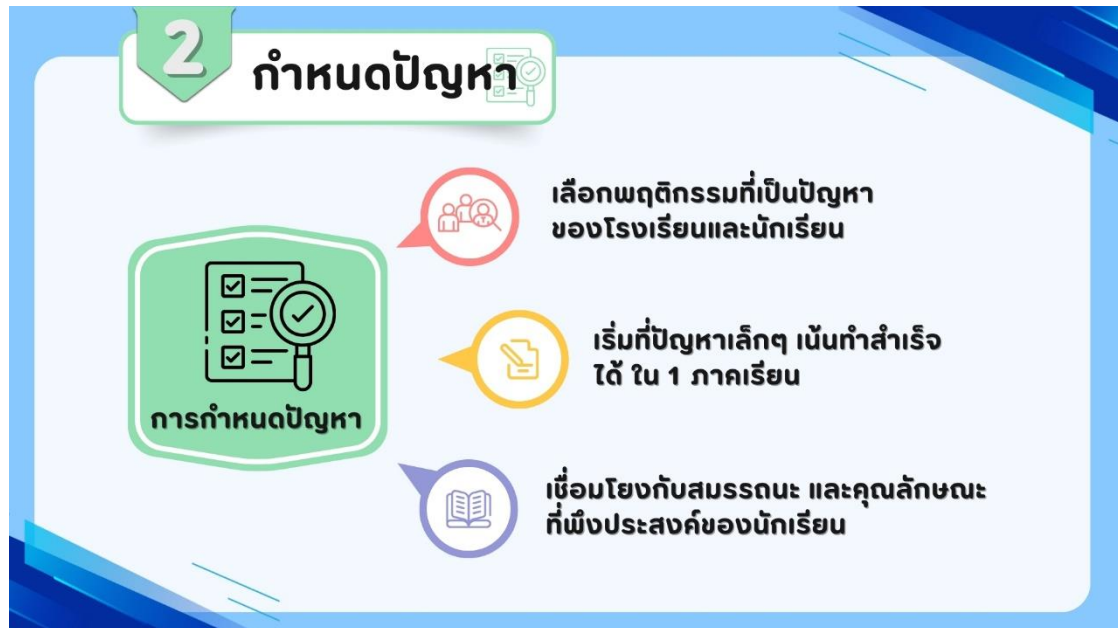 2
กำหนดปัญหา
เลือกพฤติกรรมที่เป็นปัญหา
ของโรงเรียนและนักเรียน
เริ่มที่ปัญหาเล็กๆ เน้นทำสำเร็จ
ได้ ใน 1 ภาคเรียน
การกำหนดปัญหา
เชื่อมโยงกับสมรรถนะ และคุณลักษณะ
ที่พึงประสงค์ของนักเรียน